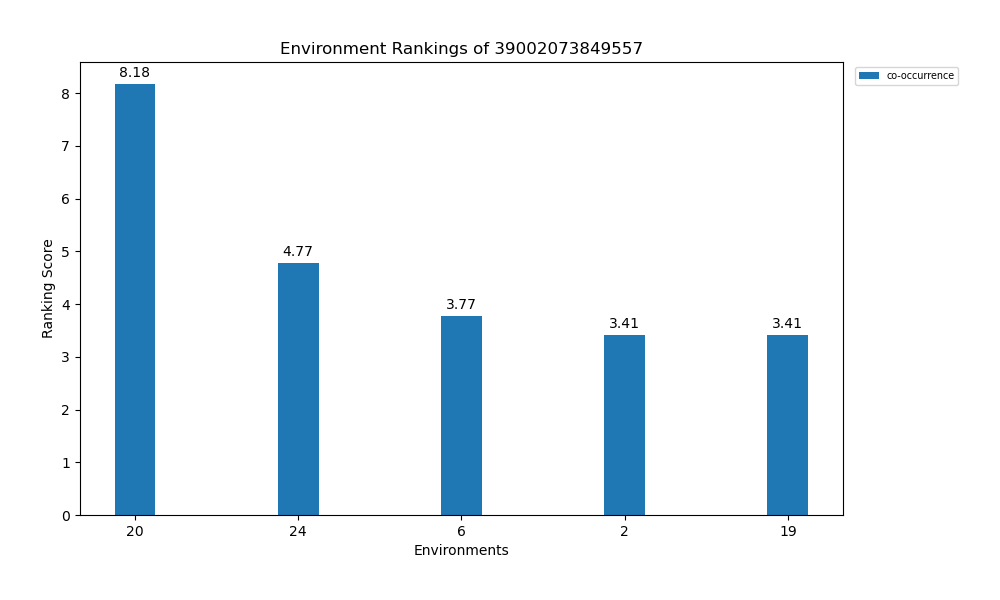 Environment Rankings of 39002073849557
8.18
co-occurrence
8
7
6
5
4
3
2
1
0
4.77
3.77
3.41
3.41
Ranking Score
20 24 6 2 19
Environments